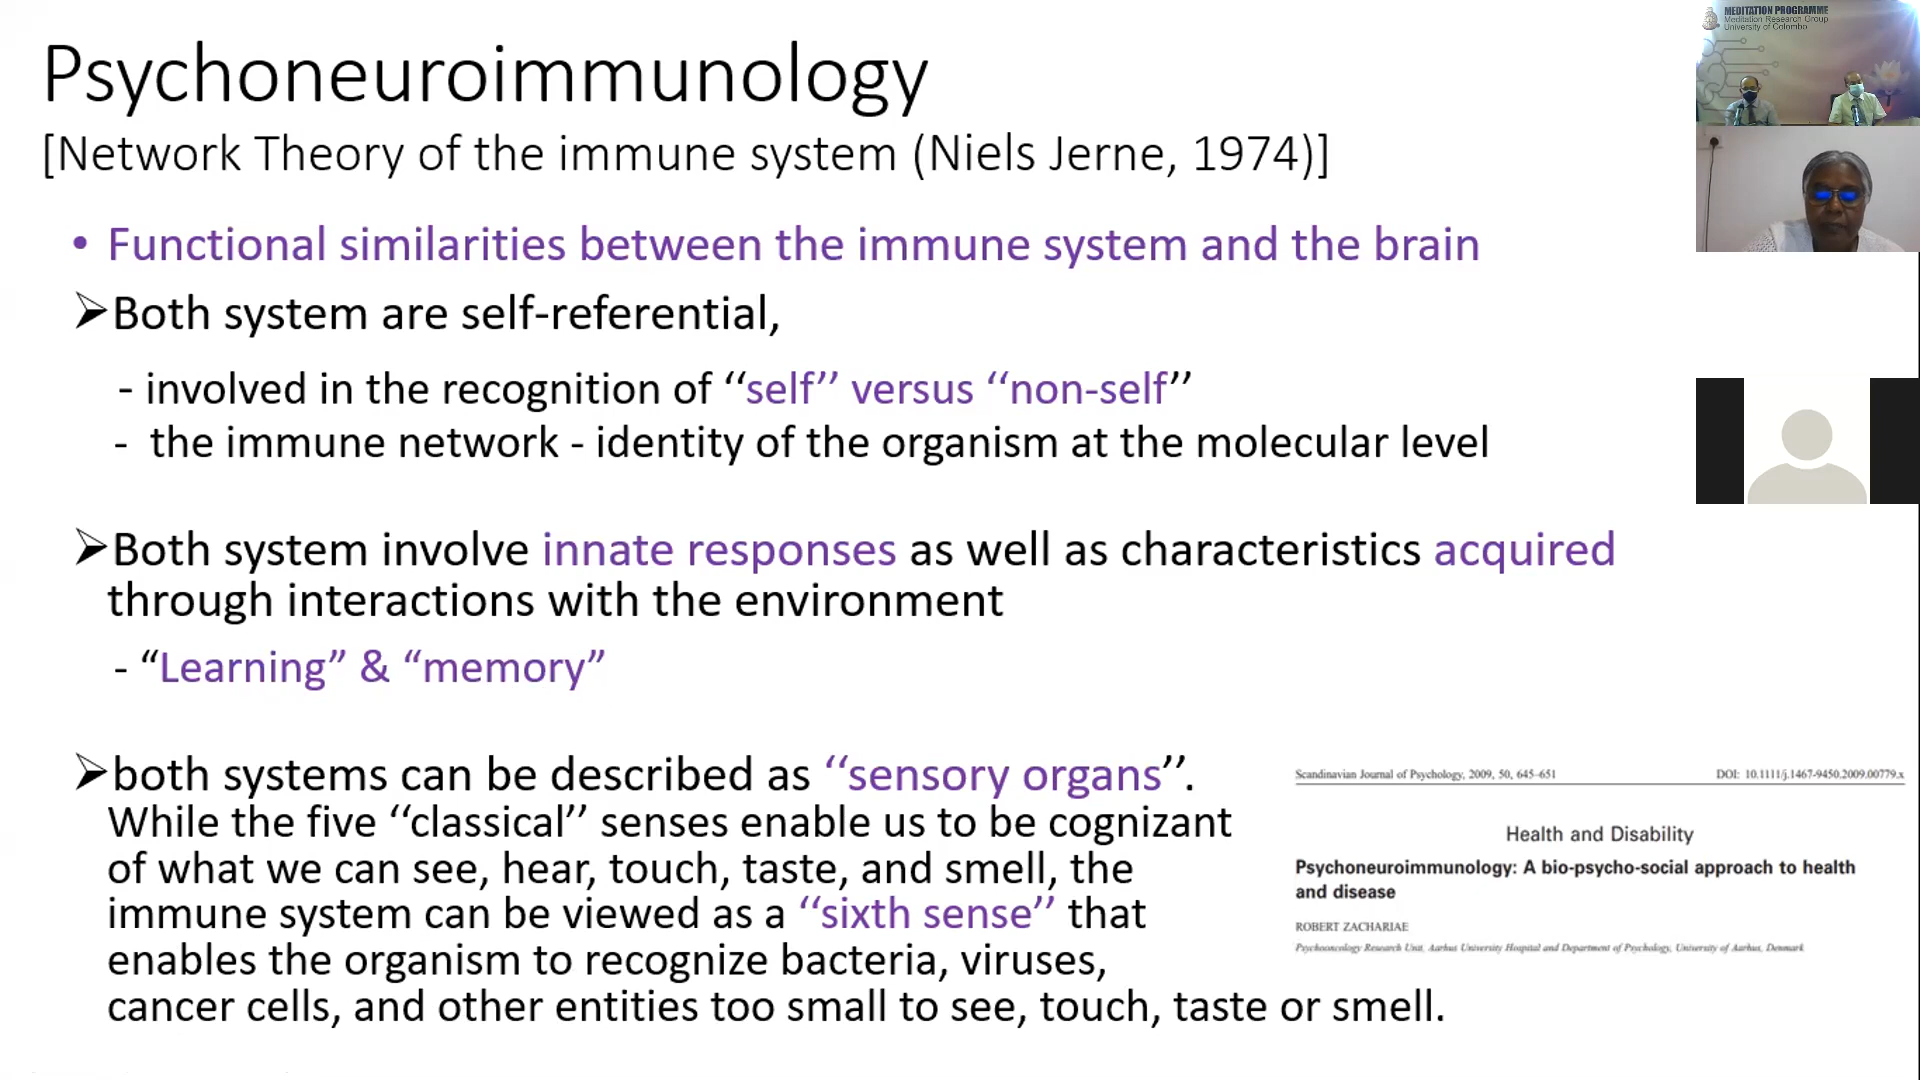 Psychoneuroimmunology
[Network Theory of the immune system (Niels Jerne, 1974)]
• Functional similarities between the immune system and the brain
➢Both system are self-referential,
- involved in the recognition of ‘‘self’’ versus ‘‘non-self’’
- the immune network - identity of the organism at the molecular level
➢Both system involve innate responses as well as characteristics acquired
through interactions with the environment
- “Learning” & “memory”
➢both systems can be described as ‘‘sensory organs’’.
While the five ‘‘classical’’ senses enable us to be cognizant
of what we can see, hear, touch, taste, and smell, the
immune system can be viewed as a ‘‘sixth sense’’ that
enables the organism to recognize bacteria, viruses,
cancer cells, and other entities too small to see, touch, taste or smell.
Scandinavian Journal of Psychology, 2009, 50, 645–651 DOI: 10.1111/j.1467-9450.2009.00779.x
Health and Disability
Psychoneuroimmunology: A bio-psycho-social approach to health
and disease
ROBERT ZACHARIAE
Psychooncology Research Unit, Aarhus University Hospital and Department of Psychology, University of Aarhus, Denmark
MEDITATION PROGRAMME
Meditation Research Group
University of Colombo